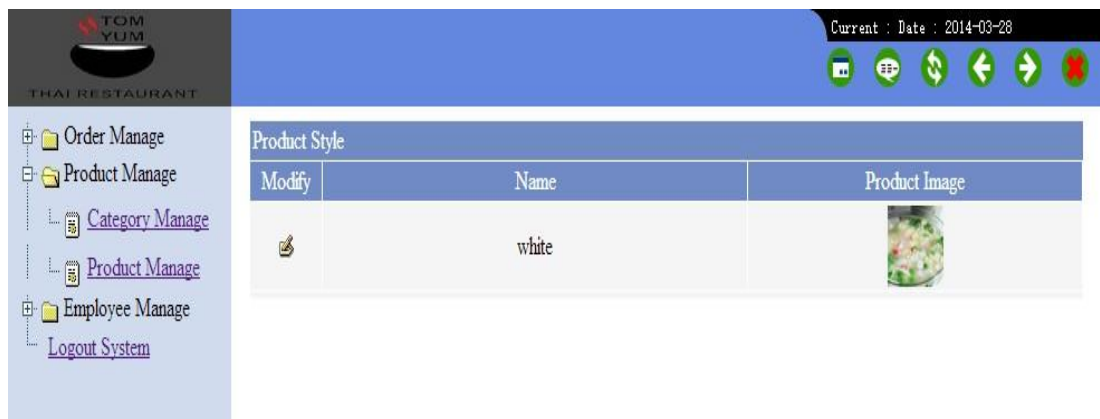 TOM
YUM
THAI RESTAURANT
Current : Date : 2014-03-28
Order Manage
Product Manage
Category Manage
Product Manage
Employee Manage
Logout System
Product Style
Modify Name Product Image
white